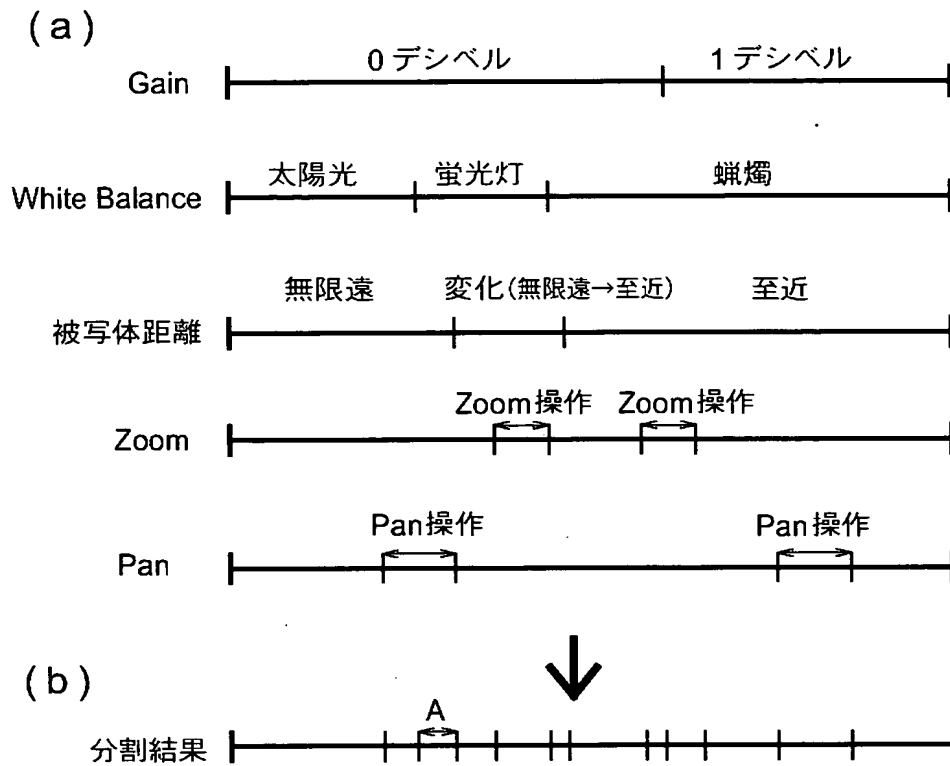 (a)
0 デシベル 1 デシベル
Gain
太陽光 蛍光灯 蝋燭
White Balance
無限遠 変化(無限遠→至近) 至近
被写体距離
Zoom操作 Zoom操作
Zoom
Pan操作 Pan操作
Pan
(b)
A
分割結果